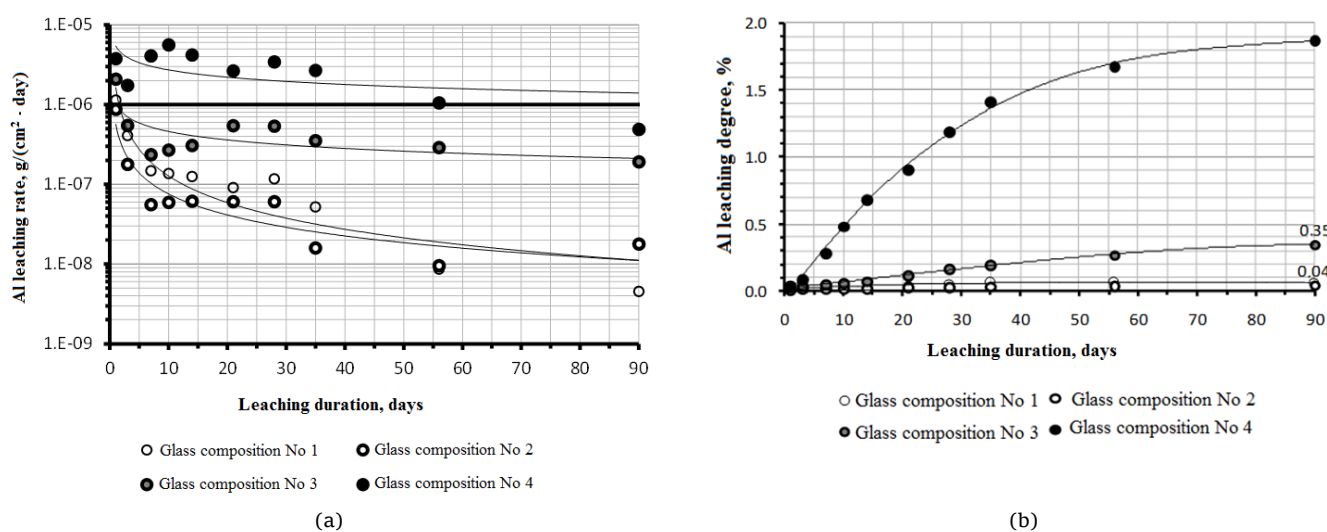 1.E-05
1.E-06
1.E-07
1.E-08
1.E-09
Al leaching rate, g/(cm² · day)
0 10 20 30 40 50 60 70 80 90
Leaching duration, days
Glass composition No 1 Glass composition No 2
Glass composition No 3 Glass composition No 4
(a)
2.0
1.5
1.0
0.5
0.0
Al leaching degree, %
0.35
0.04
0 10 20 30 40 50 60 70 80 90
Leaching duration, days
Glass composition No 1 Glass composition No 2
Glass composition No 3 Glass composition No 4
(b)